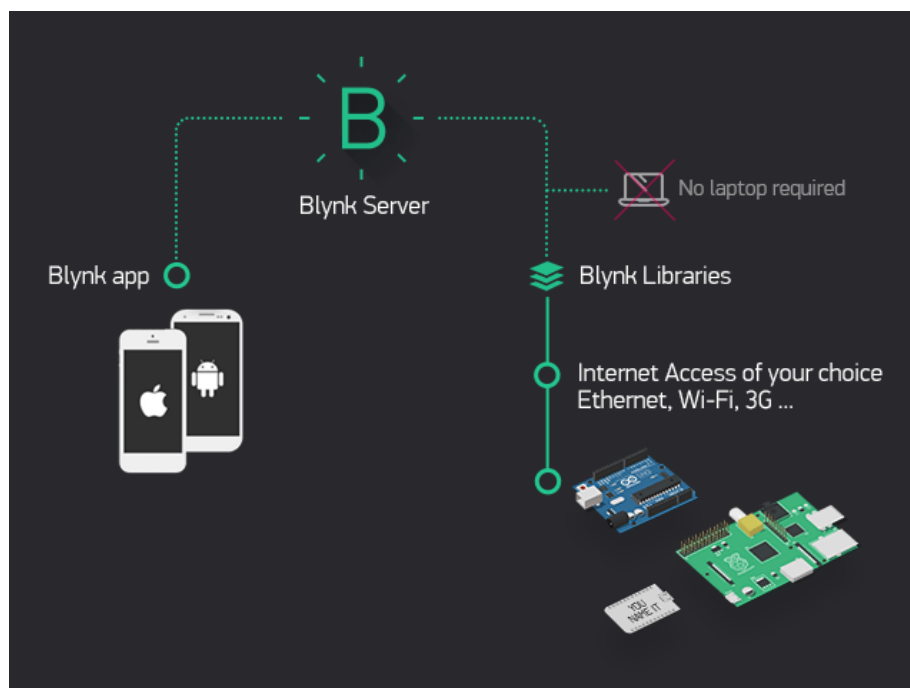 B
Blynk Server
No laptop required
Blynk app
Blynk Libraries
Internet Access of your choice
Ethernet, Wi-Fi, 3G ...
YOU
NAME IT